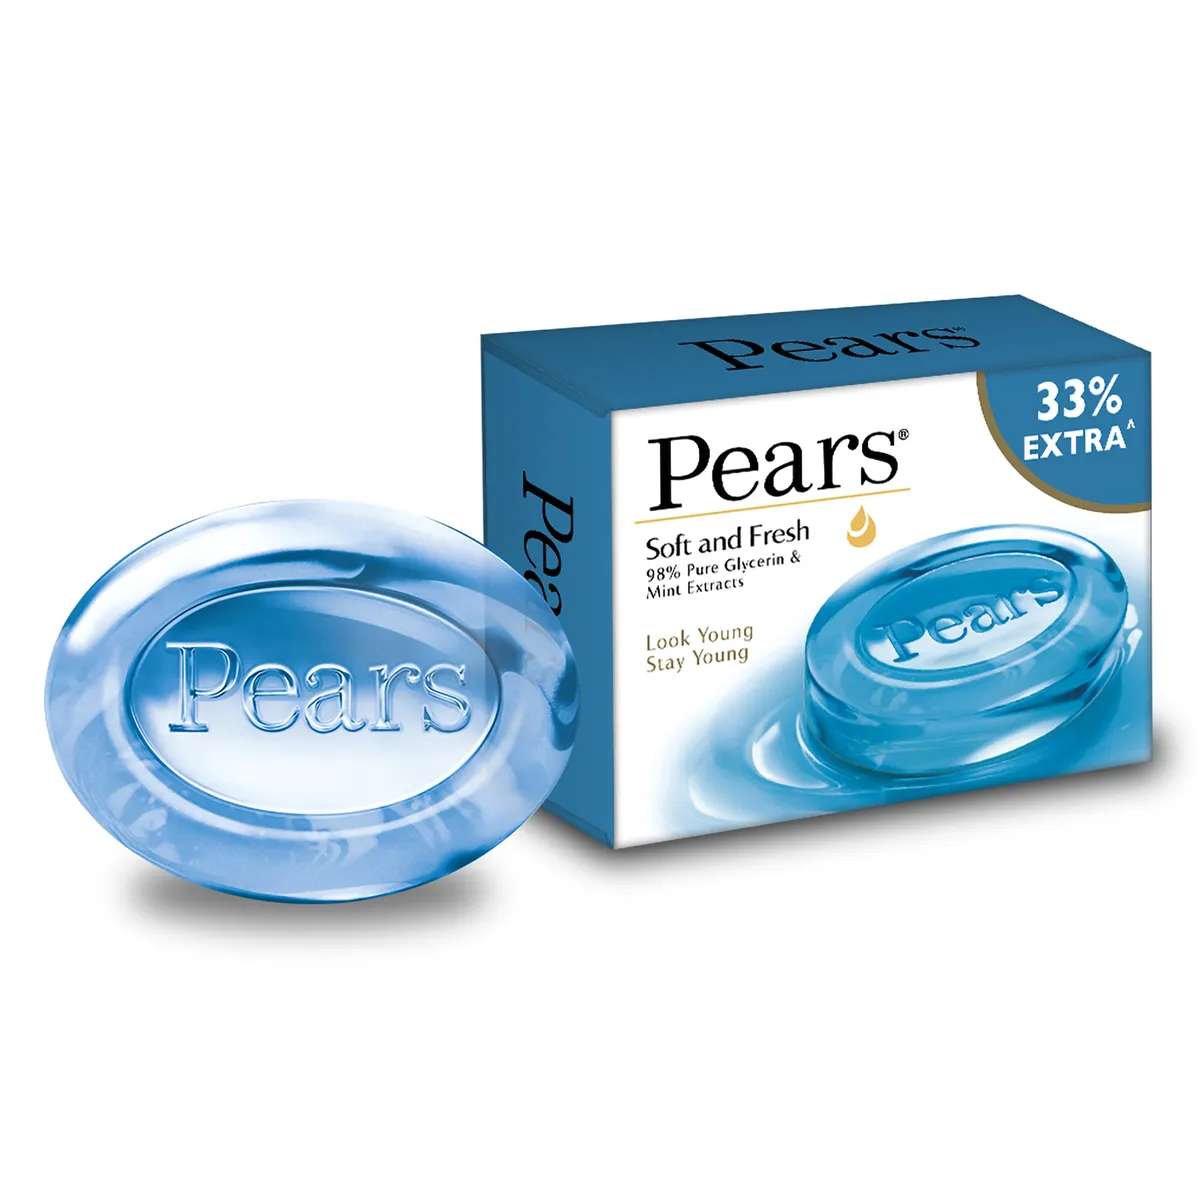 Pears
Pears
Pea
Pears®
33%
EXTRA^
Soft and Fresh
98% Pure Glycerin &
Mint Extracts
Look Young
Stay Young
Pears
Pears